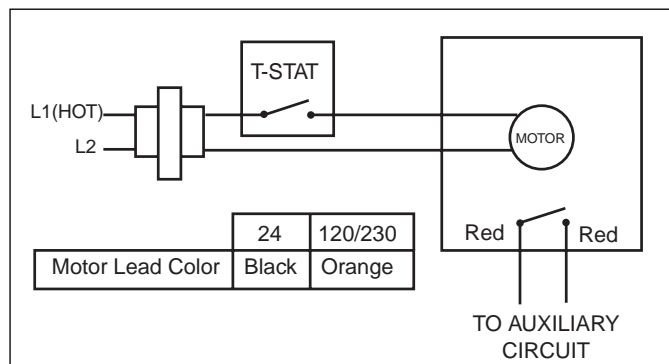 T-STAT
L1(HOT)
L2
MOTOR
24 120/230
Motor Lead Color Black Orange
Red Red
TO AUXILIARY
CIRCUIT